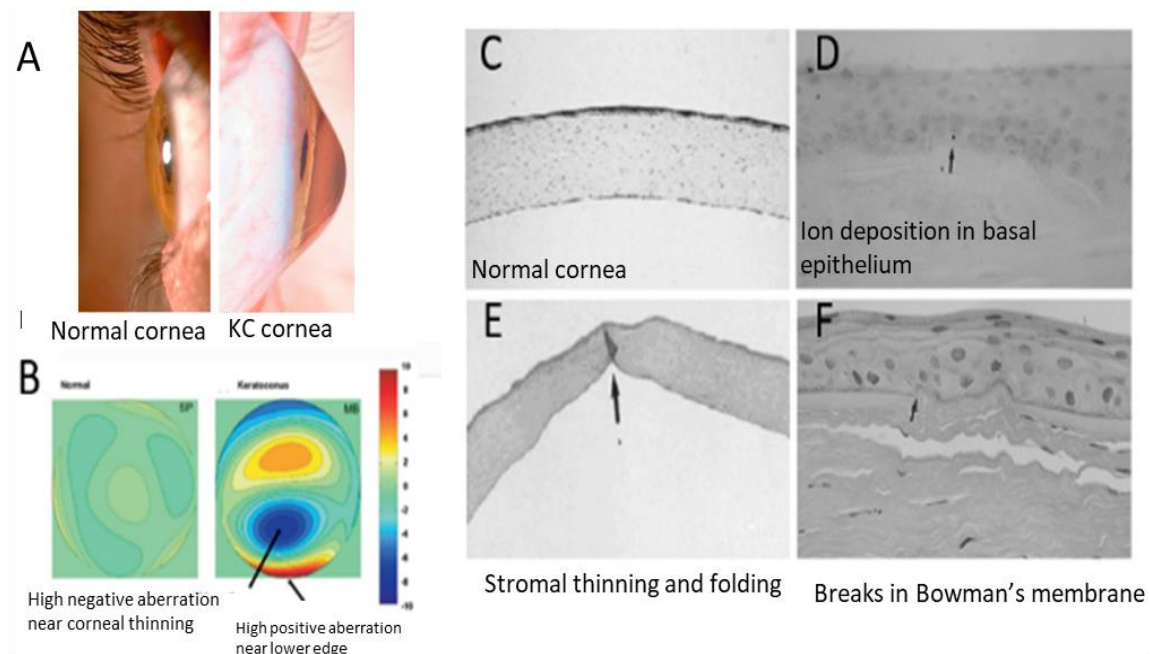 A
Normal cornea
KC cornea
B
Normal
Keratoconus
SP
MB
10
8
6
4
2
0
-2
-4
-6
-8
-10
High negative aberration
near corneal thinning
High positive aberration
near lower edge
C
Normal cornea
D
Ion deposition in basal
epithelium
E
Stromal thinning and folding
F
Breaks in Bowman's membrane